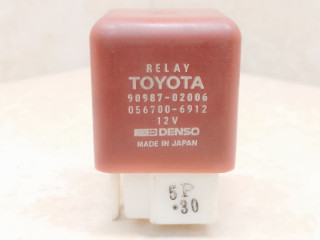 RELAY
TOYOTA
90987-02006
056700-6912
12V
DENSO
MADE IN JAPAN
5P
·30